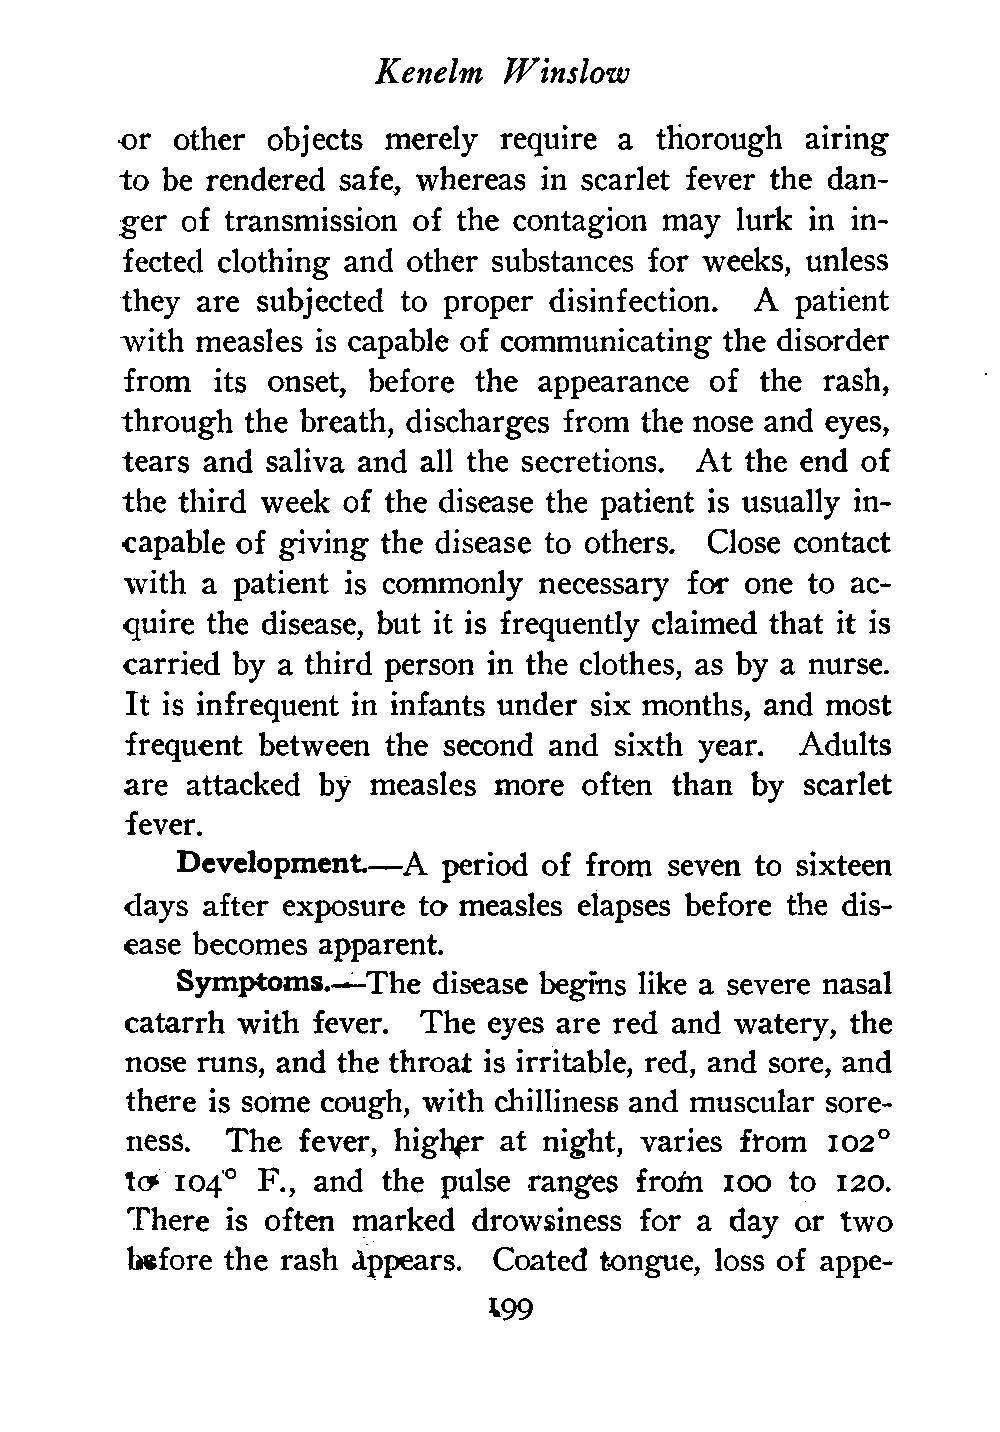 Kenelm Winslow
or other objects merely require a thorough airing
to be rendered safe, whereas in scarlet fever the dan-
ger of transmission of the contagion may lurk in in-
fected clothing and other substances for weeks, unless
they are subjected to proper disinfection. A patient
with measles is capable of communicating the disorder
from its onset, before the appearance of the rash,
through the breath, discharges from the nose and eyes,
tears and saliva and all the secretions. At the end of
the third week of the disease the patient is usually in-
capable of giving the disease to others. Close contact
with a patient is commonly necessary for one to ac-
quire the disease, but it is frequently claimed that it is
carried by a third person in the clothes, as by a nurse.
It is infrequent in infants under six months, and most
frequent between the second and sixth year. Adults
are attacked by measles more often than by scarlet
fever.
Development.—A period of from seven to sixteen
days after exposure to measles elapses before the dis-
ease becomes apparent.
Symptoms.—The disease begins like a severe nasal
catarrh with fever. The eyes are red and watery, the
nose runs, and the throat is irritable, red, and sore, and
there is some cough, with chilliness and muscular sore-
ness. The fever, higher at night, varies from 102°
to 104° F., and the pulse ranges from 100 to 120.
There is often marked drowsiness for a day or two
before the rash appears. Coated tongue, loss of appe-
199